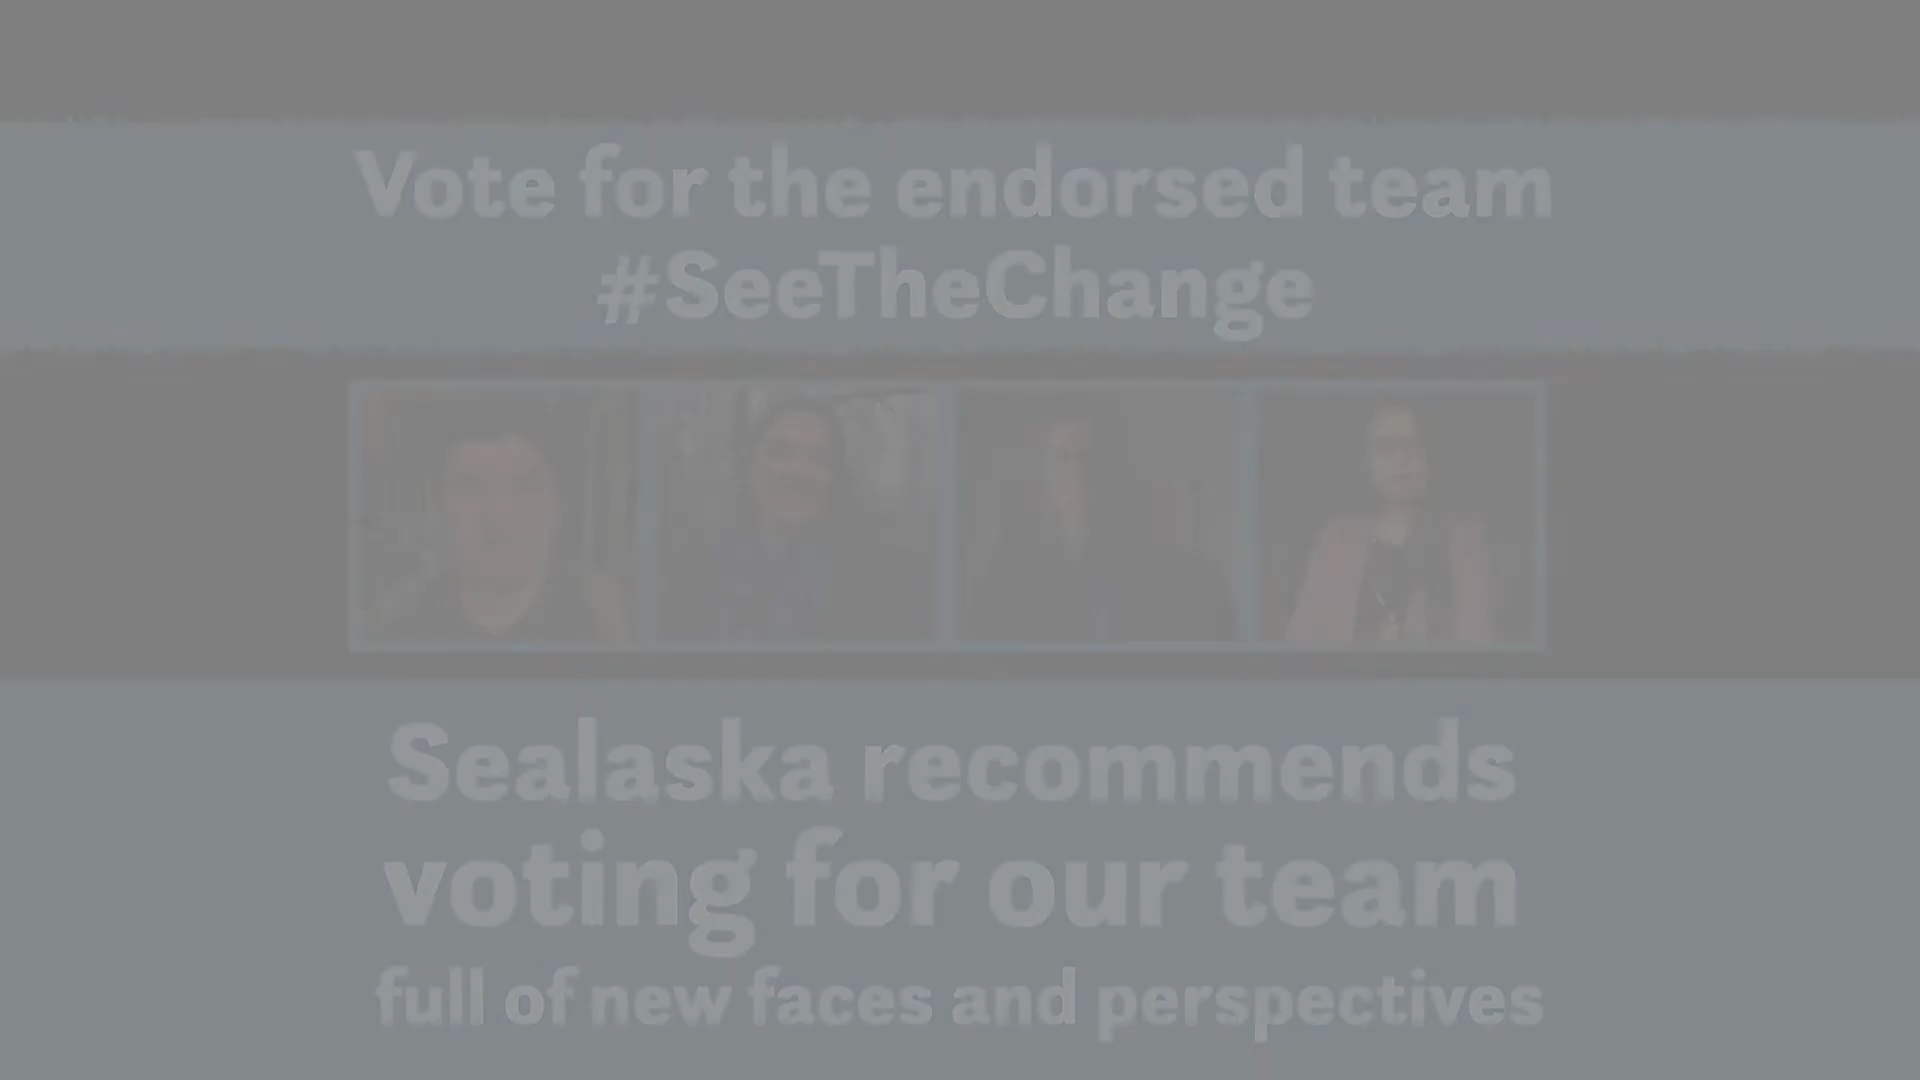 Vote for the endorsed team
#SeeTheChange
Sealaska recommends
voting for our team
full of new faces and perspectives